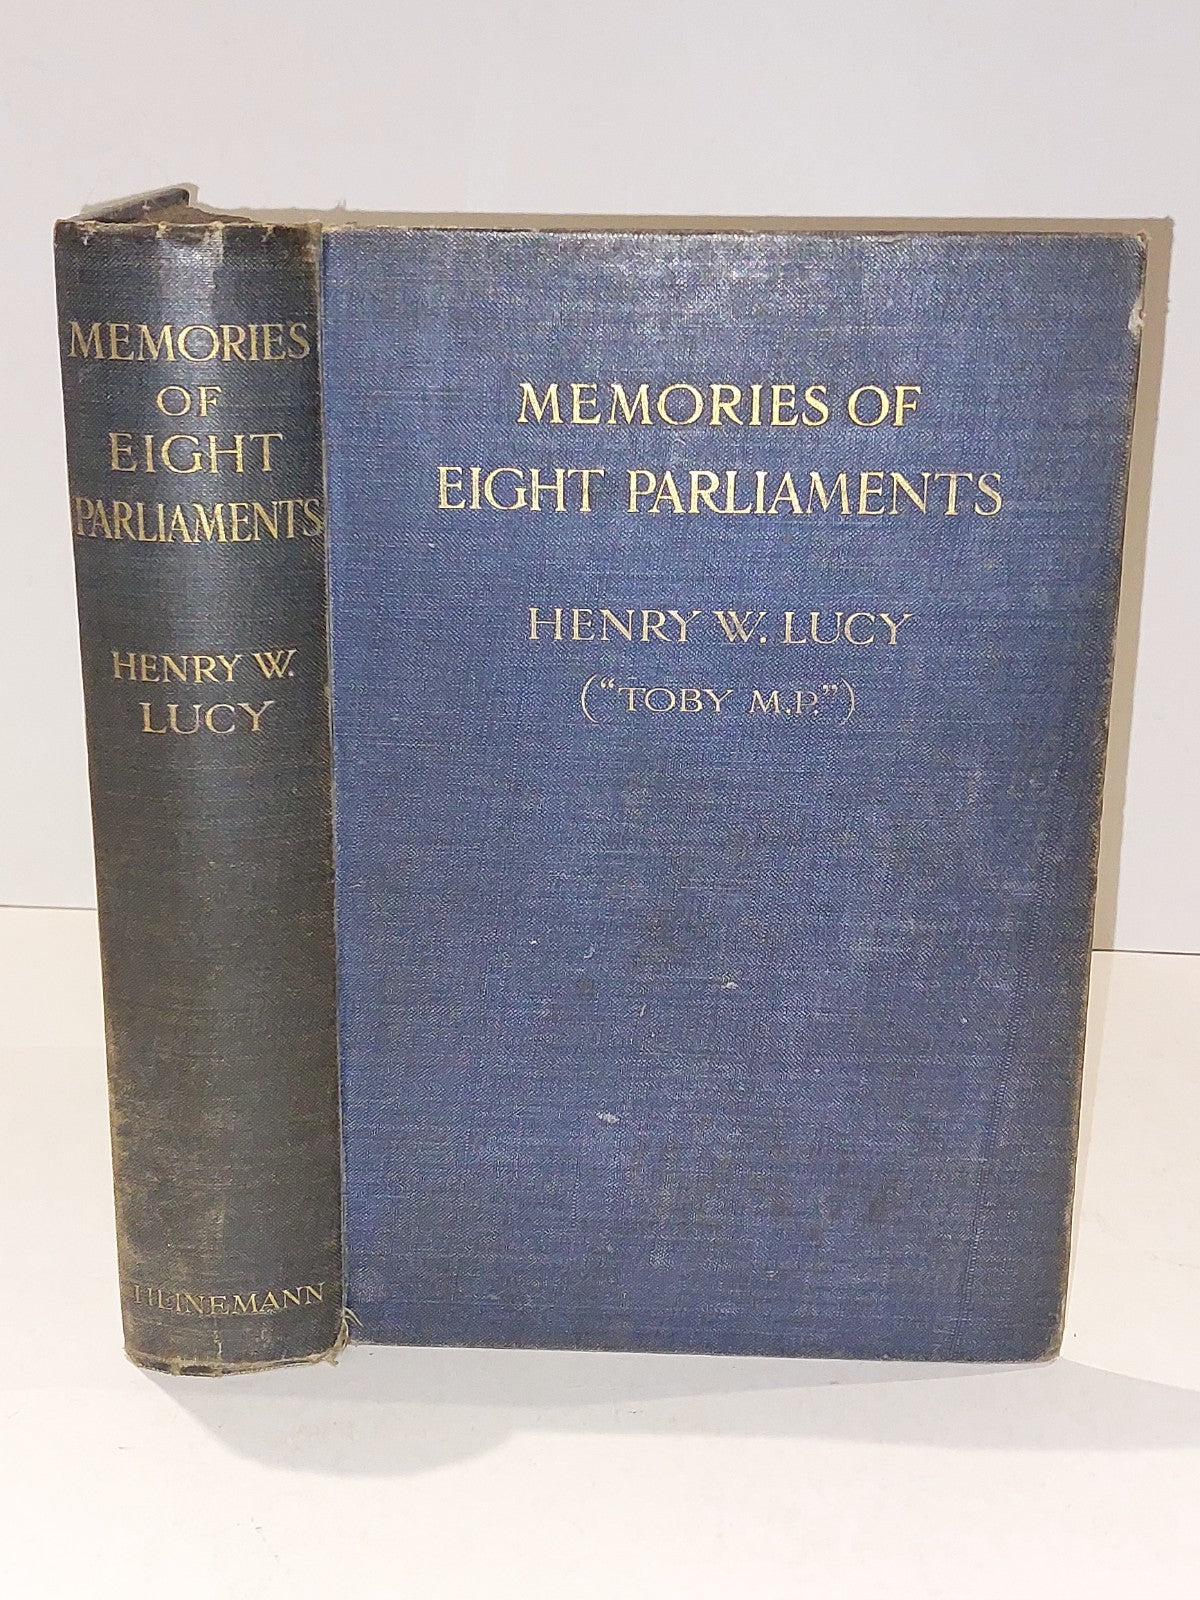 MEMORIES
OF
EIGHT
PARLIAMENTS
HENRY W.
LUCY
HEINEMANN
MEMORIES OF
EIGHT PARLIAMENTS
HENRY W. LUCY
("TOBY M.P.")